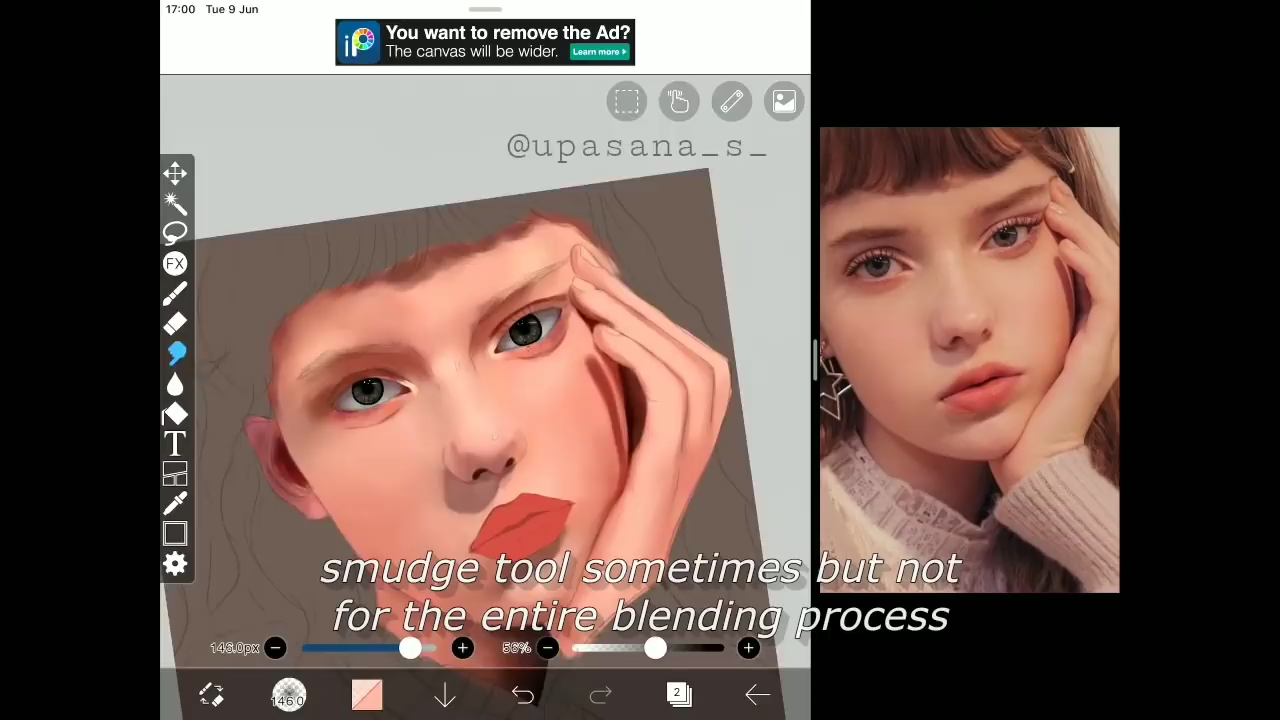 17:00 Tue 9 Jun
You want to remove the Ad?
The canvas will be wider. Learn more
@upasana_s_
FX
T
smudge tool sometimes but not
for the entire blending process
146.0px 56%
146.0 2